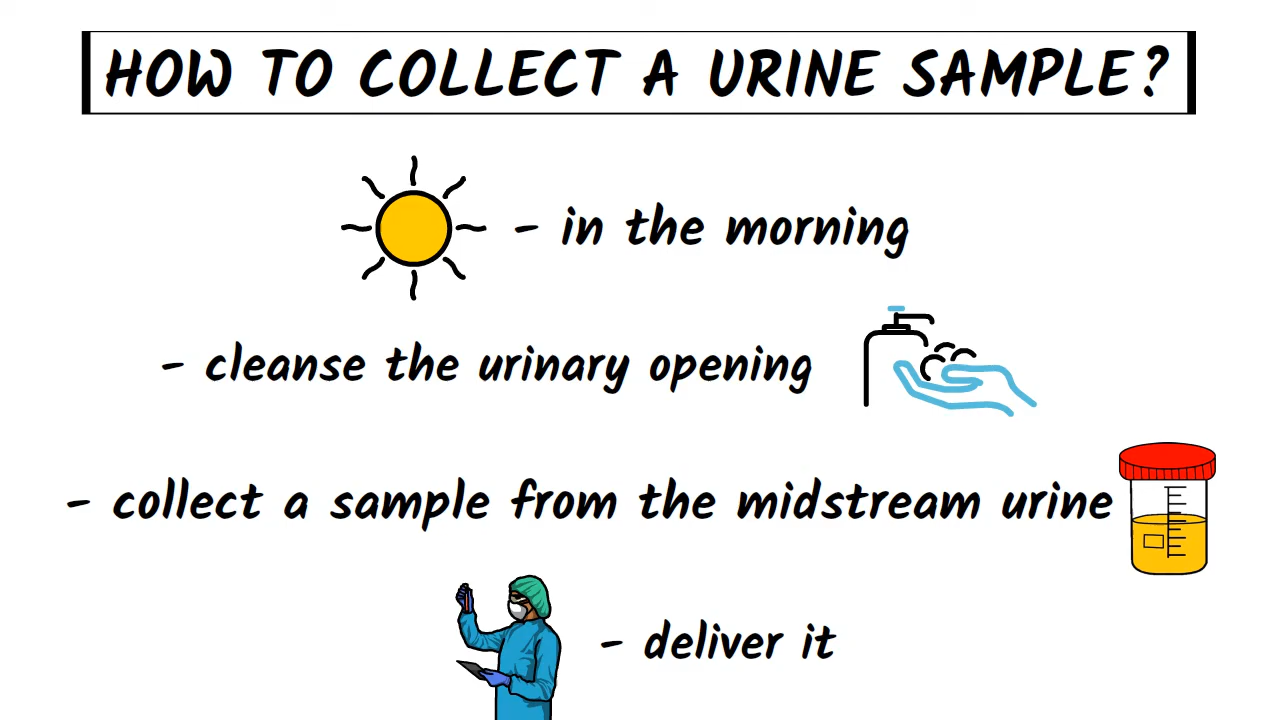 HOW TO COLLECT A URINE SAMPLE?
- in the morning
- cleanse the urinary opening
- collect a sample from the midstream urine
- deliver it